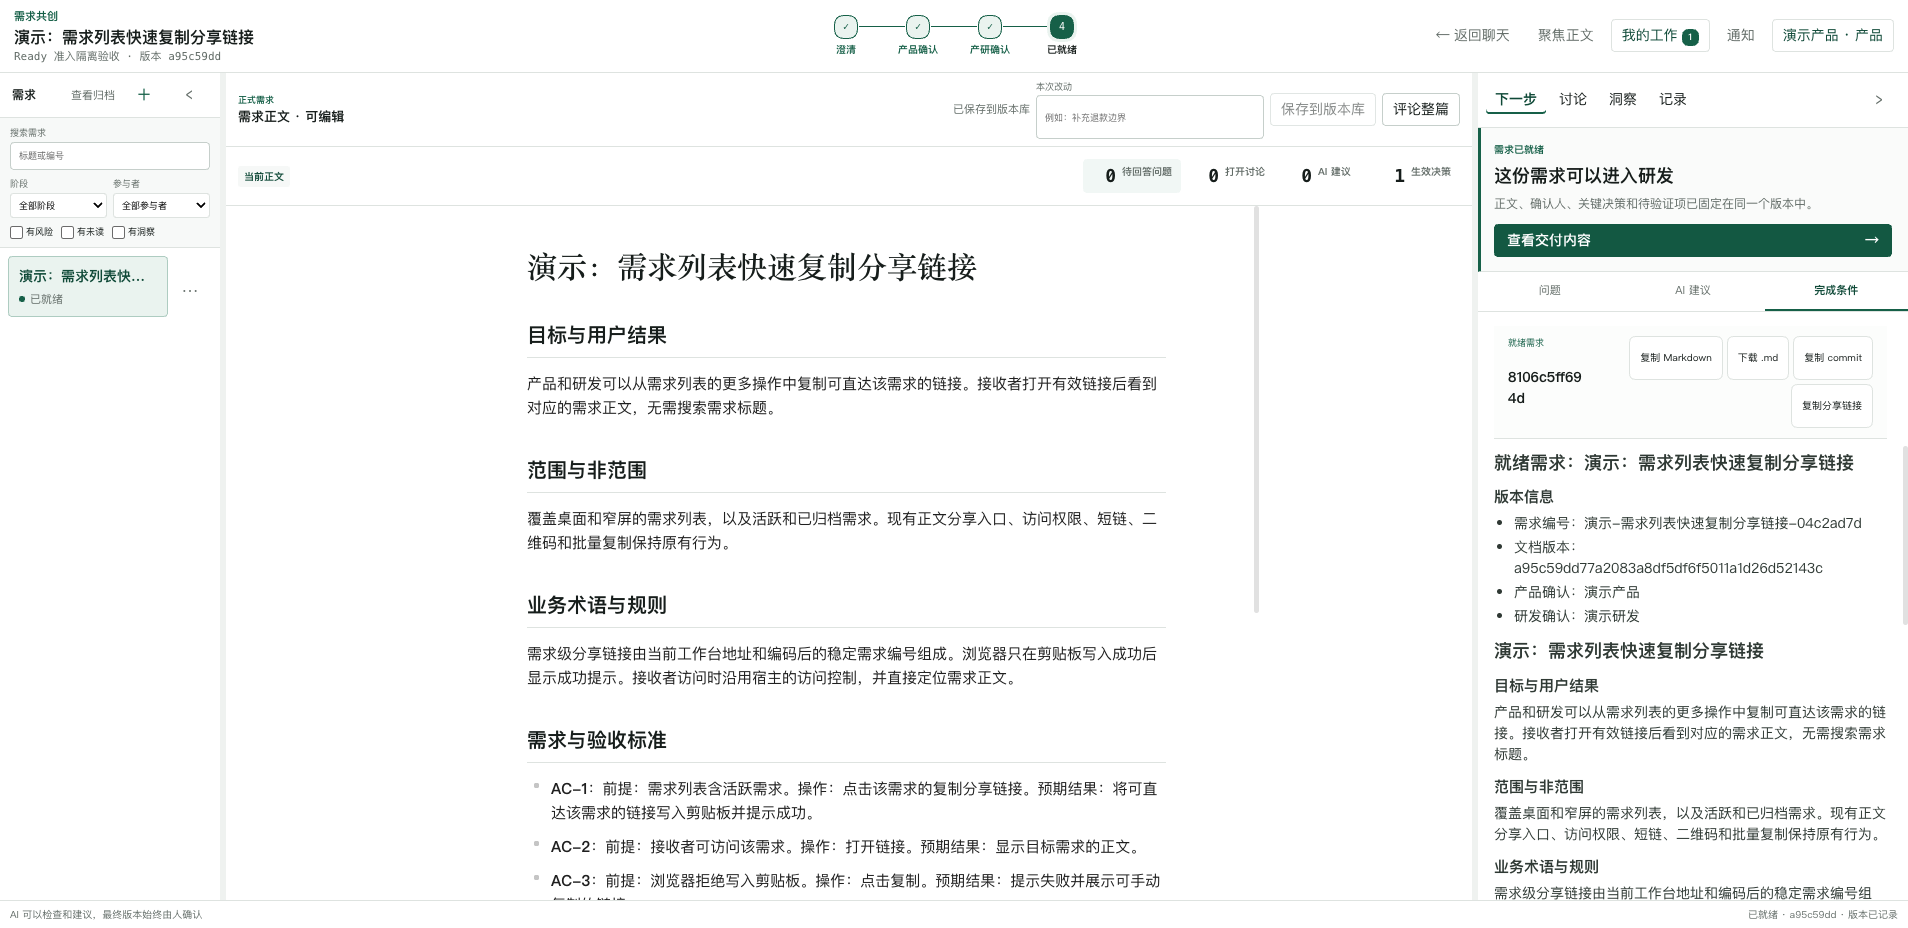 需求共创
演示：需求列表快速复制分享链接
Ready 准入隔离验收 · 版本 a95c59dd
✓
✓
✓
4
澄清
产品确认
产研确认
已就绪
← 返回聊天
聚焦正文
我的工作 1
通知
演示产品 · 产品
需求
查看归档
+
<
搜索需求
标题或编号
阶段
参与者
全部阶段
全部参与者
有风险
有未读
有洞察
演示：需求列表快...
已就绪
...
正式需求
需求正文 · 可编辑
已保存到版本库
本次改动
例如：补充退款边界
保存到版本库
评论整篇
当前正文
0 待回答问题
0 打开讨论
0 AI 建议
1 生效决策
演示：需求列表快速复制分享链接
目标与用户结果
产品和研发可以从需求列表的更多操作中复制可直达该需求的链接。接收者打开有效链接后看到
对应的需求正文，无需搜索需求标题。
范围与非范围
覆盖桌面和窄屏的需求列表，以及活跃和已归档需求。现有正文分享入口、访问权限、短链、二
维码和批量复制保持原有行为。
业务术语与规则
需求级分享链接由当前工作台地址和编码后的稳定需求编号组成。浏览器只在剪贴板写入成功后
显示成功提示。接收者访问时沿用宿主的访问控制，并直接定位需求正文。
需求与验收标准
AC-1：前提：需求列表含活跃需求。操作：点击该需求的复制分享链接。预期结果：将可直
达该需求的链接写入剪贴板并提示成功。
AC-2：前提：接收者可访问该需求。操作：打开链接。预期结果：显示目标需求的正文。
AC-3：前提：浏览器拒绝写入剪贴板。操作：点击复制。预期结果：提示失败并展示可手动
下一步
讨论
洞察
记录
>
需求已就绪
这份需求可以进入研发
正文、确认人、关键决策和待验证项已固定在同一个版本中。
查看交付内容 →
问题
AI 建议
完成条件
就绪需求
8106c5ff69
4d
复制 Markdown
下载 .md
复制 commit
复制分享链接
就绪需求：演示：需求列表快速复制分享链接
版本信息
需求编号：演示-需求列表快速复制分享链接-04c2ad7d
文档版本：
a95c59dd77a2083a8df5df6f5011a1d26d52143c
产品确认：演示产品
研发确认：演示研发
演示：需求列表快速复制分享链接
目标与用户结果
产品和研发可以从需求列表的更多操作中复制可直达该需求的链
接。接收者打开有效链接后看到对应的需求正文，无需搜索需求
标题。
范围与非范围
覆盖桌面和窄屏的需求列表，以及活跃和已归档需求。现有正文
分享入口、访问权限、短链、二维码和批量复制保持原有行为。
业务术语与规则
需求级分享链接由当前工作台地址和编码后的稳定需求编号组
AI 可以检查和建议，最终版本始终由人确认
已就绪 · a95c59dd · 版本已记录